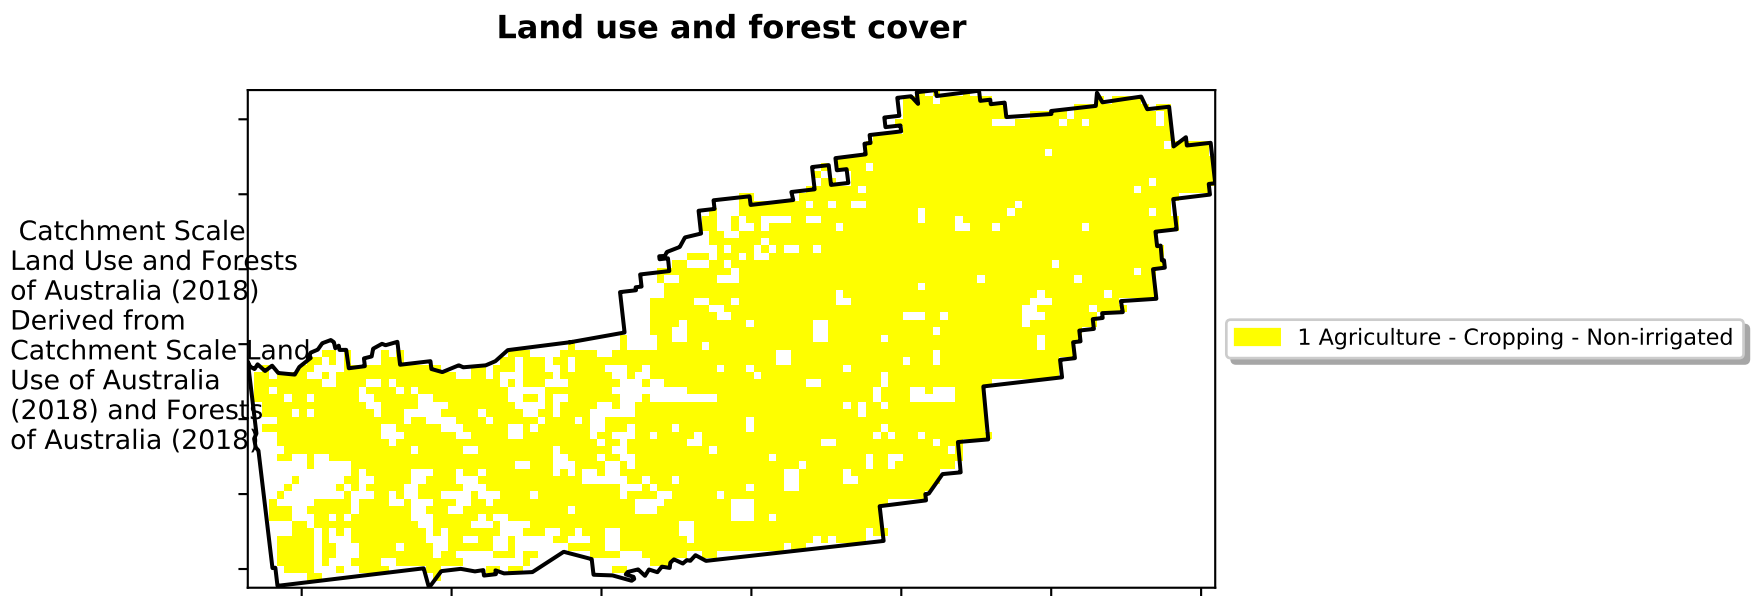 Land use and forest cover
Catchment Scale
Land Use and Forests
of Australia (2018)
Derived from
Catchment Scale Land
Use of Australia
(2018) and Forests
of Australia (2018)
1 Agriculture - Cropping - Non-irrigated